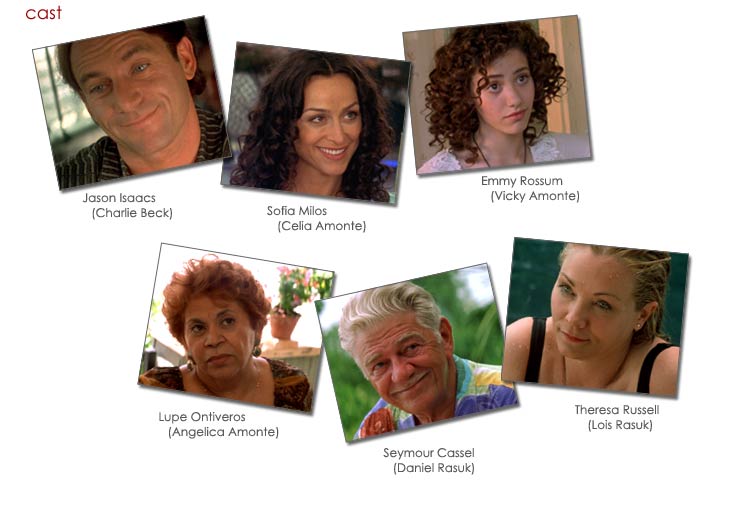 cast
Jason Isaacs
(Charlie Beck)
Sofia Milos
(Celia Amonte)
Emmy Rossum
(Vicky Amonte)
Lupe Ontiveros
(Angelica Amonte)
Seymour Cassel
(Daniel Rasuk)
Theresa Russell
(Lois Rasuk)